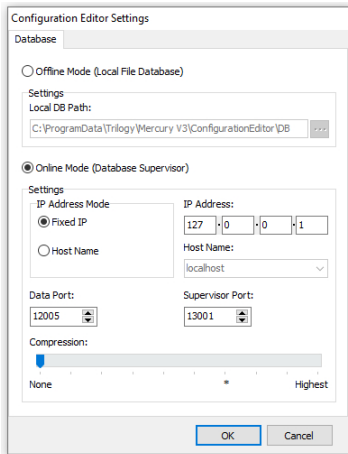 Configuration Editor Settings
Database
Offline Mode (Local File Database)
Settings
Local DB Path:
C:\ProgramData\Trilogy\Mercury V3\ConfigurationEditor\DB ...
Online Mode (Database Supervisor)
Settings
IP Address Mode
Fixed IP
Host Name
IP Address:
127 . 0 . 0 . 1
Host Name:
localhost
Data Port:
12005
Supervisor Port:
13001
Compression:
None
Highest
OK
Cancel